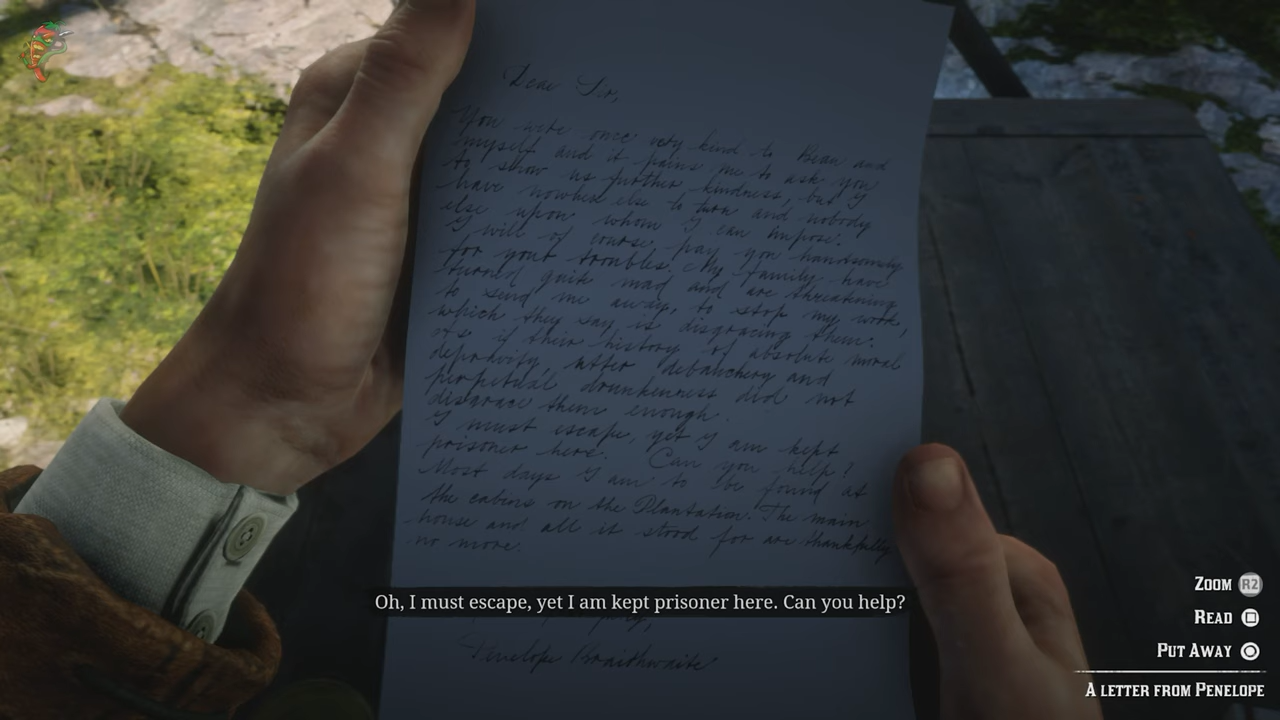 Dear Sir,
You were once very kind to Beau and
myself and it pains me to ask you
to show us further kindness, but I
have nowhere else to turn and nobody
else upon whom I can impose.
I will of course pay you handsomely
for your troubles. My family have
turned quite mad and are threatening
to send me away, to stop my work,
which they say is disgracing them.
As if their history of absolute moral
depravity, utter debauchery and
perpetual drunkenness did not
disgrace them enough.
I must escape, yet I am kept
prisoner here. Can you help?
Most days I am to be found at
the cabins on the Plantation. The main
house and all it stood for are thankfully
no more.
Oh, I must escape, yet I am kept prisoner here. Can you help?
Penelope Braithwaite
ZOOM R2
READ
PUT AWAY
A LETTER FROM PENELOPE